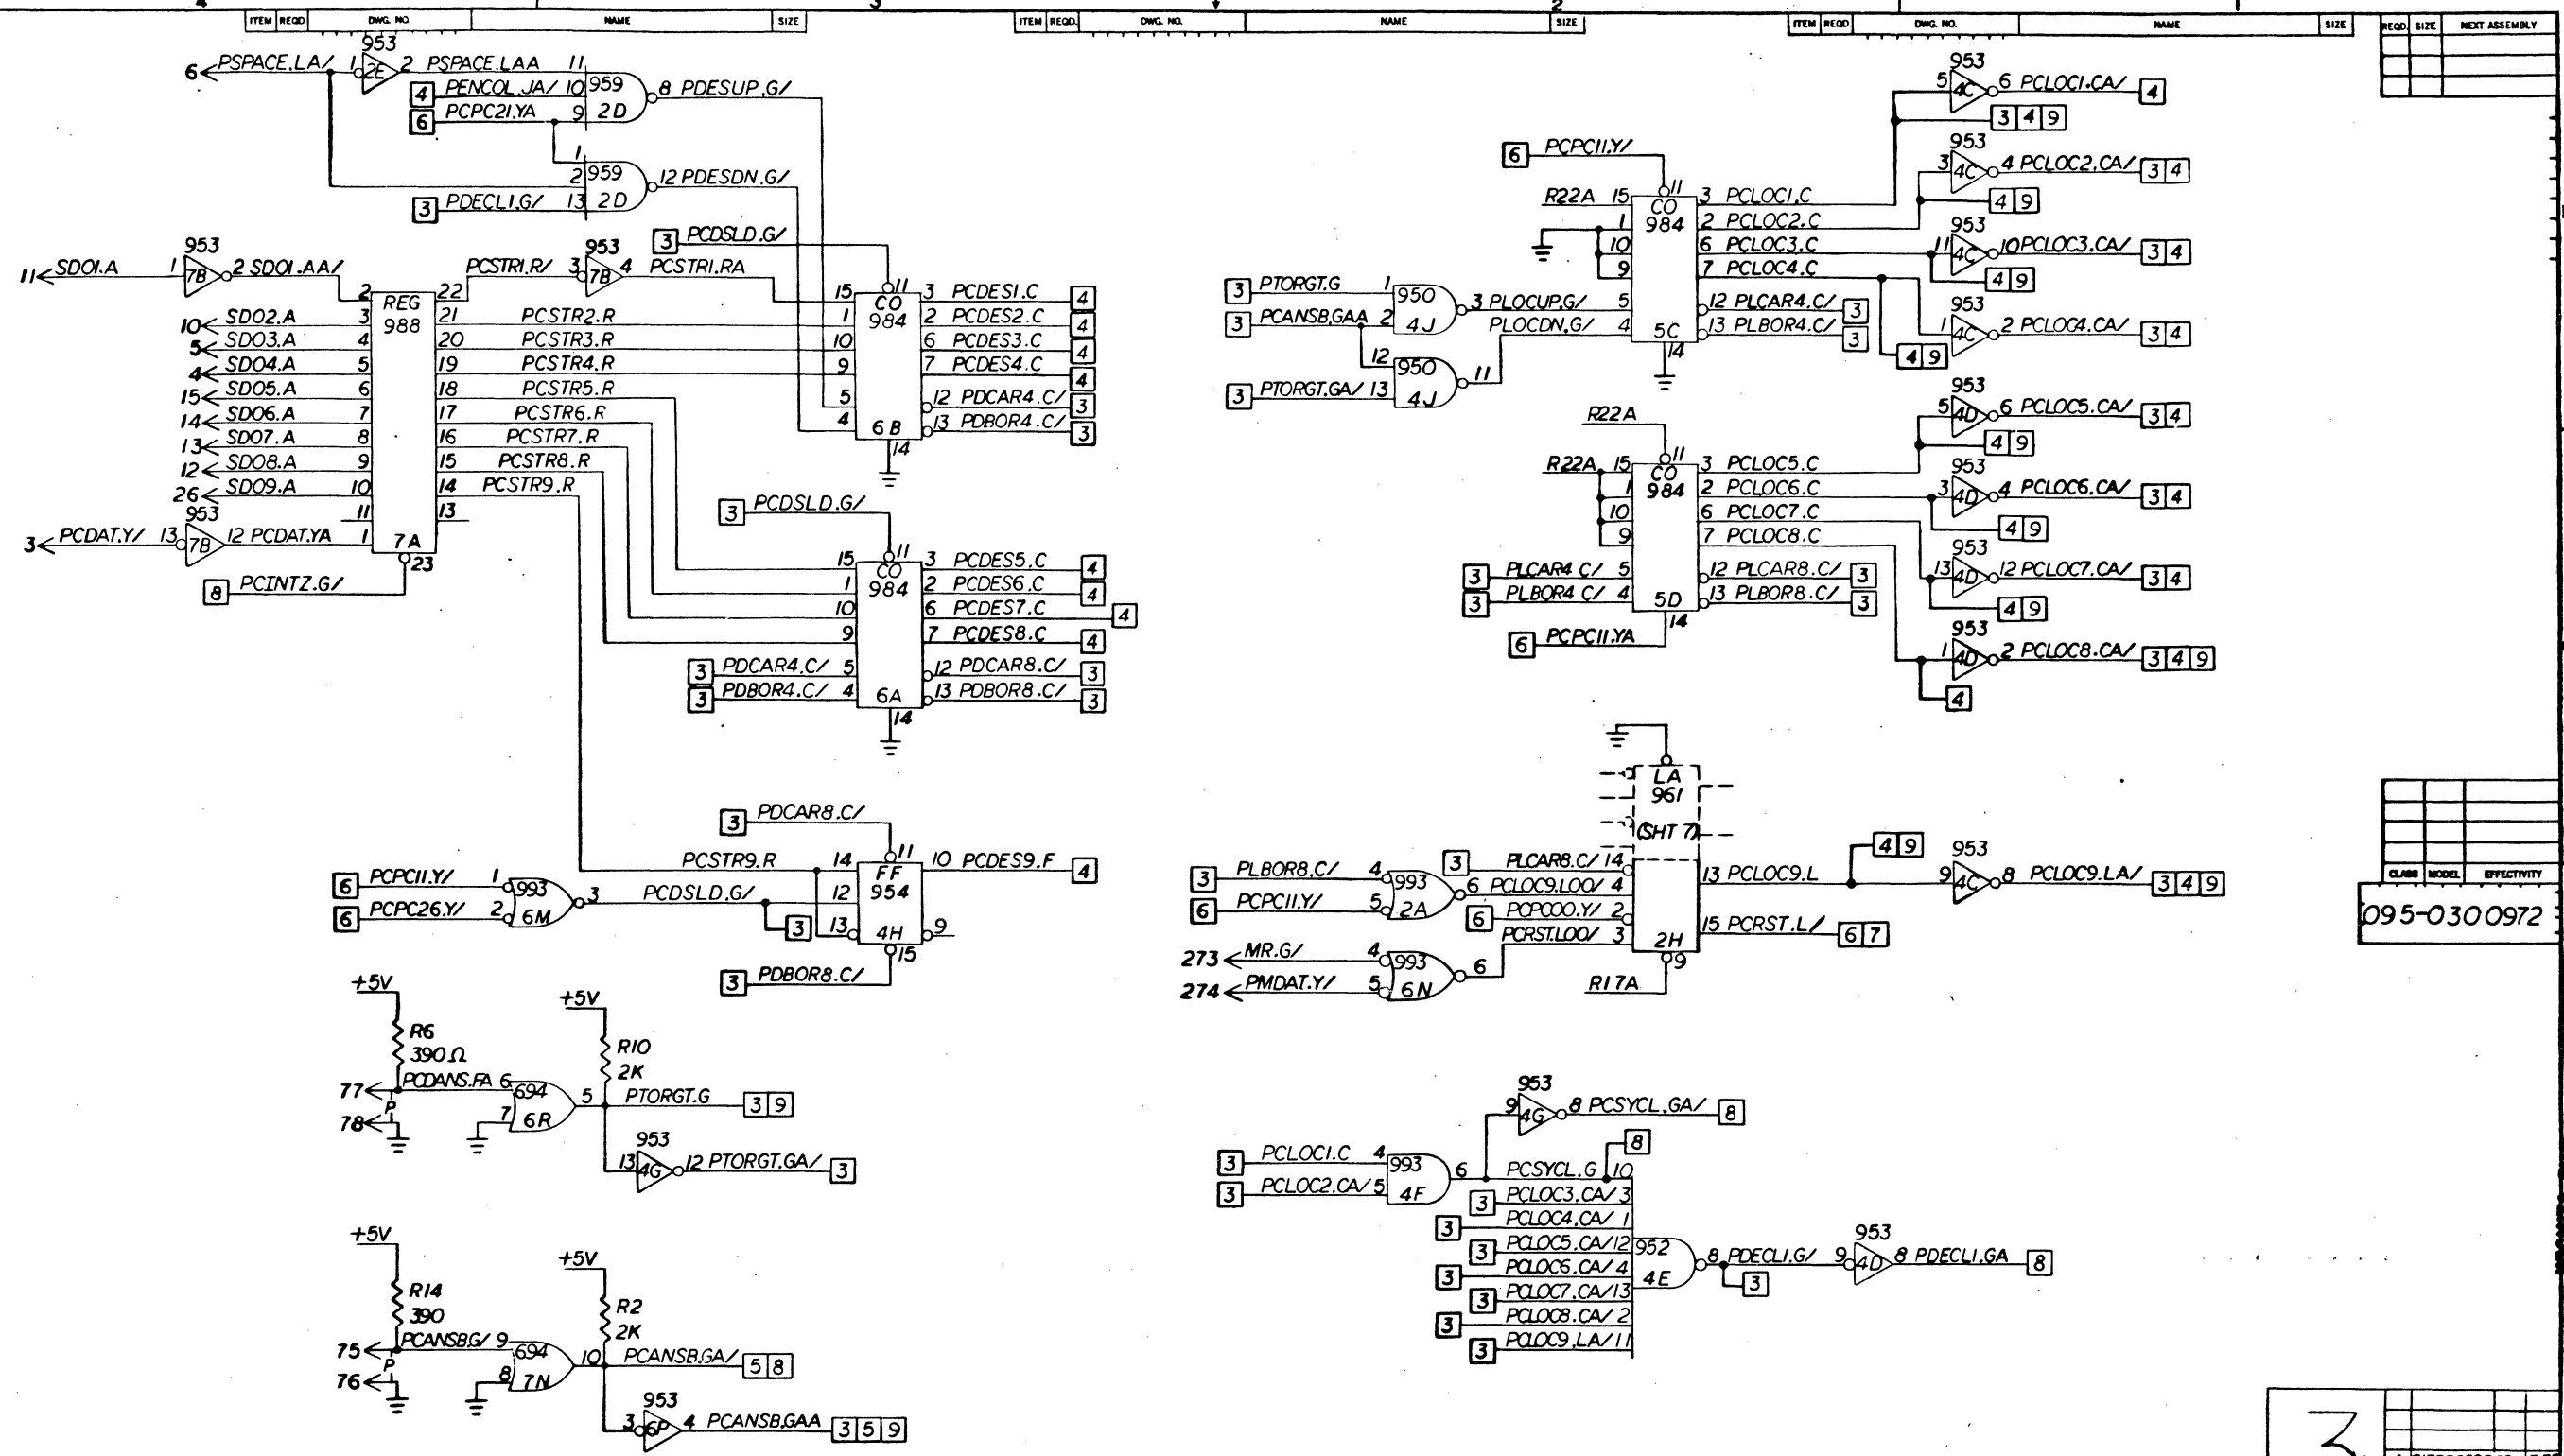 4 3 2
ITEM REQD DWG. NO. NAME SIZE
ITEM REQD. DWG. NO. NAME SIZE
ITEM REQD. DWG. NO. NAME SIZE
REQD. SIZE NEXT ASSEMBLY
953
6 PSPACE.LA/ 1 2E 2 PSPACE.LAA 11
4 PENCOL.JA/ 10 959 8 PDESUP.G/
6 PCPC21.YA 9 2D
1
2 959 12 PDESDN.G/
3 PDECL1.G/ 13 2D
3 PCDSLD.G/
953
11 SD01.A 1 7B 2 SD01.AA/
PCSTR1.R/ 3 953 7B 4 PCSTR1.RA
2 REG 22
10 SD02.A 3 988 21 PCSTR2.R
5 SD03.A 4 20 PCSTR3.R
4 SD04.A 5 19 PCSTR4.R
15 SD05.A 6 18 PCSTR5.R
14 SD06.A 7 17 PCSTR6.R
13 SD07.A 8 16 PCSTR7.R
12 SD08.A 9 15 PCSTR8.R
26 SD09.A 10 14 PCSTR9.R
11 13
953
3 PCDAT.Y/ 13 7B 12 PCDAT.YA 1 7A
23
8 PCINTZ.G/
11
15 CO 3 PCDES1.C 4
1 984 2 PCDES2.C 4
10 6 PCDES3.C 4
9 7 PCDES4.C 4
5 12 PDCAR4.C/ 3
4 6B 13 PDBOR4.C/ 3
14
3 PCDSLD.G/
11
15 CO 3 PCDES5.C 4
1 984 2 PCDES6.C 4
10 6 PCDES7.C 4
9 7 PCDES8.C 4
3 PDCAR4.C/ 5 12 PDCAR8.C/ 3
3 PDBOR4.C/ 4 6A 13 PDBOR8.C/ 3
14
3 PDCAR8.C/
11
PCSTR9.R 14 FF 10 PCDES9.F 4
6 PCPC11.Y/ 1 993 3 PCDSLD.G/ 12 954
6 PCPC26.Y/ 2 6M
3 13 4H 9
15
3 PDBOR8.C/
+5V
R6
390Ω
+5V
R10
2K
77 PCDANS.FA 6 694 5 PTORGT.G 3 9
78 P 7 6R
953
13 4G 12 PTORGT.GA/ 3
+5V
R14
390
+5V
R2
2K
75 PCANSB.G/ 9 694 10 PCANSB.GA/ 5 8
76 P 8 7N
953
3 6P 4 PCANSB.GAA 3 5 9
6 PCPC11.Y/
11
R22A 15 CO 3 PCLOC1.C
1 984 2 PCLOC2.C
10 6 PCLOC3.C
9 7 PCLOC4.C
3 PTORGT.G 1 950 3 PLOCUP.G/ 5 12 PLCAR4.C/ 3
3 PCANSB.GAA 2 4J PLOCDN.G/ 4 5C 13 PLBOR4.C/ 3
14
12 950 11
3 PTORGT.GA/ 13 4J
953
5 4C 6 PCLOC1.CA/ 4
3 4 9
953
3 4C 4 PCLOC2.CA/ 3 4
4 9
953
11 4C 10 PCLOC3.CA/ 3 4
4 9
953
1 4C 2 PCLOC4.CA/ 3 4
4 9
R22A
11
R22A 15 CO 3 PCLOC5.C
1 984 2 PCLOC6.C
10 6 PCLOC7.C
9 7 PCLOC8.C
3 PLCAR4.C/ 5 12 PLCAR8.C/ 3
3 PLBOR4.C/ 4 5D 13 PLBOR8.C/ 3
14
6 PCPC11.YA
953
5 4D 6 PCLOC5.CA/ 3 4
4 9
953
3 4D 4 PCLOC6.CA/ 3 4
4 9
953
13 4D 12 PCLOC7.CA/ 3 4
4 9
953
1 4D 2 PCLOC8.CA/ 3 4 9
4
LA
961
(SHT 7)
3 PLCAR8.C/ 14
3 PLBOR8.C/ 4 993 6 PCLOC9.LOO/ 4
6 PCPC11.Y/ 5 2A
6 PCPC00.Y/ 2
PCRST.LOO/ 3 2H
273 MR.G/ 4 993 6
274 PMDAT.Y/ 5 6N
9
R17A
13 PCLOC9.L
4 9
953
9 4C 8 PCLOC9.LA/ 3 4 9
15 PCRST.L/ 6 7
953
9 4G 8 PCSYCL.GA/ 8
8
3 PCLOC1.C 4 993 6 PCSYCL.G 10
3 PCLOC2.CA/ 5 4F
3 PCLOC3.CA/ 3
3 PCLOC4.CA/ 1
3 PCLOC5.CA/ 12 952
3 PCLOC6.CA/ 4 4E
3 PCLOC7.CA/ 13
3 PCLOC8.CA/ 2
3 PCLOC9.LA/ 11
8 PDECL1.G/ 9 953 4D 8 PDECL1.GA 8
3
CLASS MODEL EFFECTIVITY
095-0300972
3